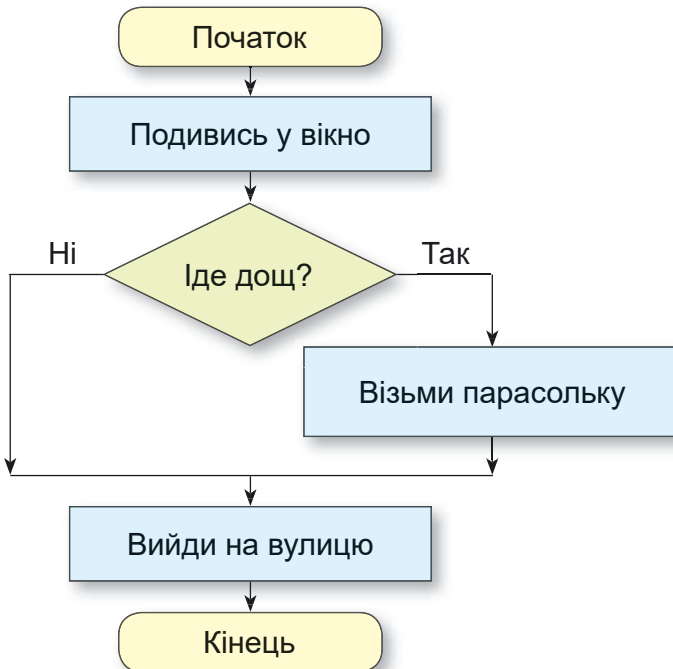 Початок
Подивись у вікно
Ні
Іде дощ?
Так
Візьми парасольку
Вийди на вулицю
Кінець